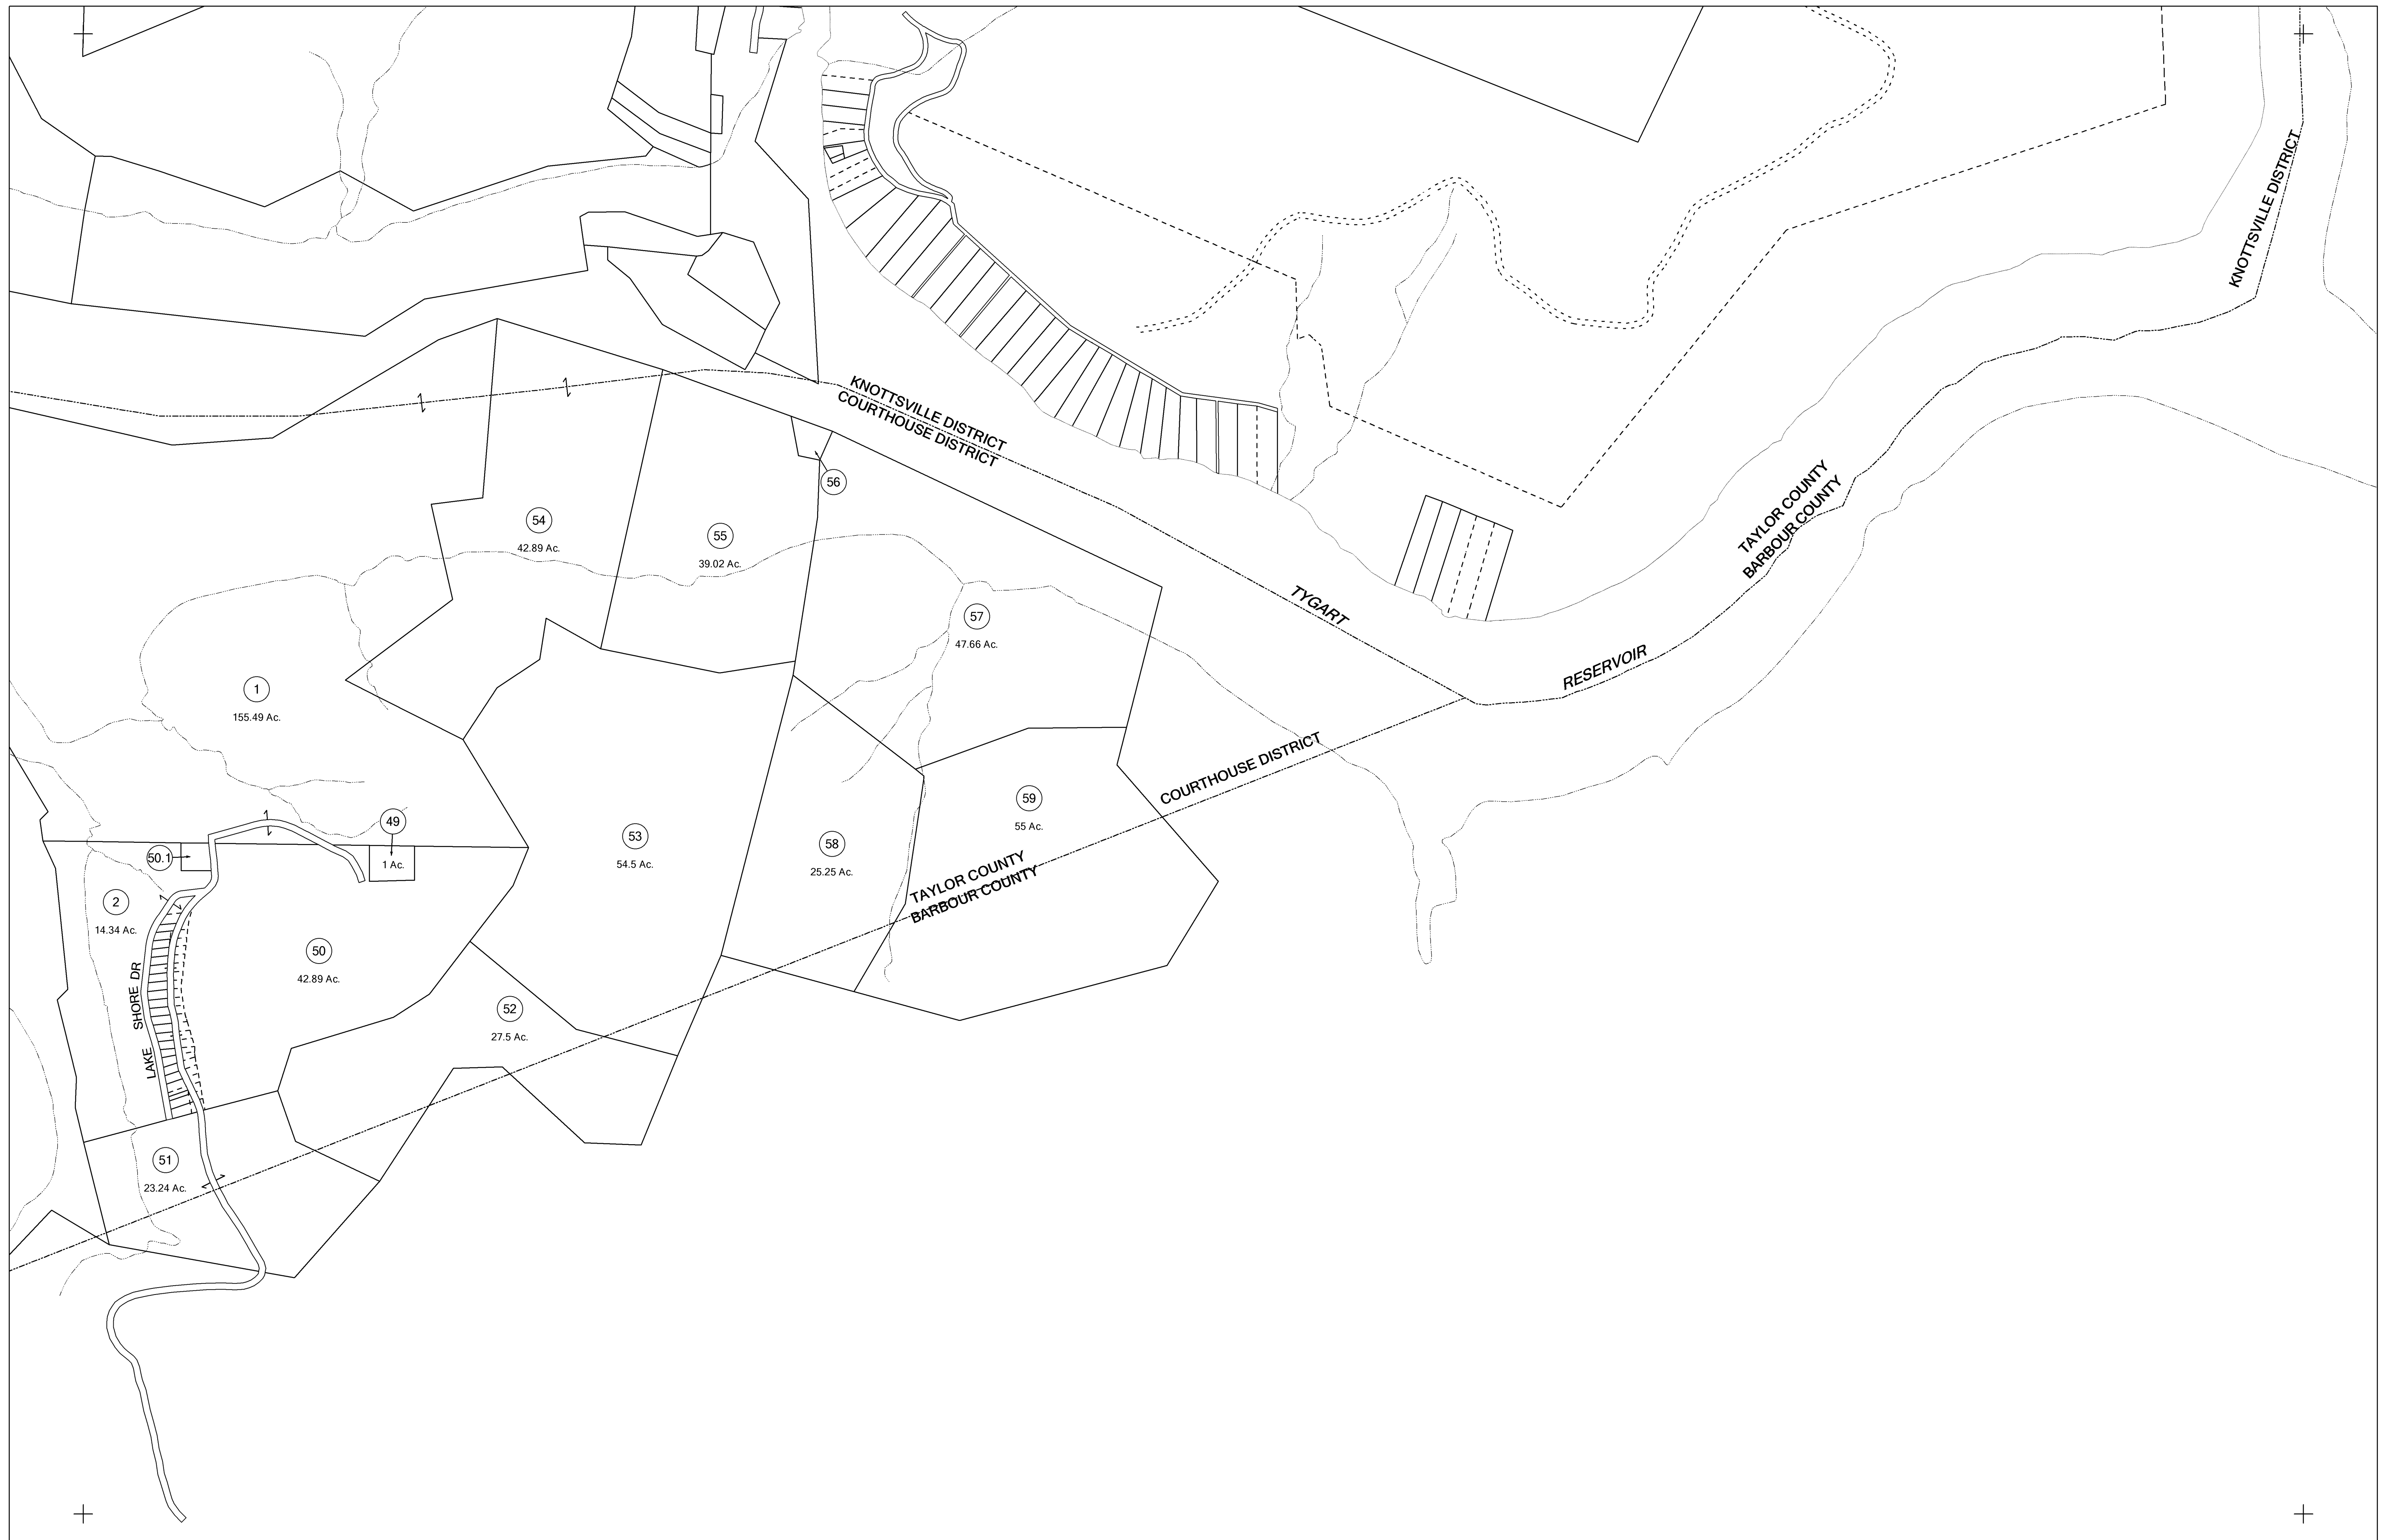 KNOTTSVILLE DISTRICT
KNOTTSVILLE DISTRICT
COURTHOUSE DISTRICT
56
54
42.89 Ac.
55
39.02 Ac.
TAYLOR COUNTY
BARBOUR COUNTY
TYGART
57
47.66 Ac.
RESERVOIR
1
155.49 Ac.
COURTHOUSE DISTRICT
59
55 Ac.
49
1 Ac.
53
54.5 Ac.
58
25.25 Ac.
50.1
TAYLOR COUNTY
BARBOUR COUNTY
2
14.34 Ac.
50
42.89 Ac.
LAKE SHORE DR
52
27.5 Ac.
51
23.24 Ac.